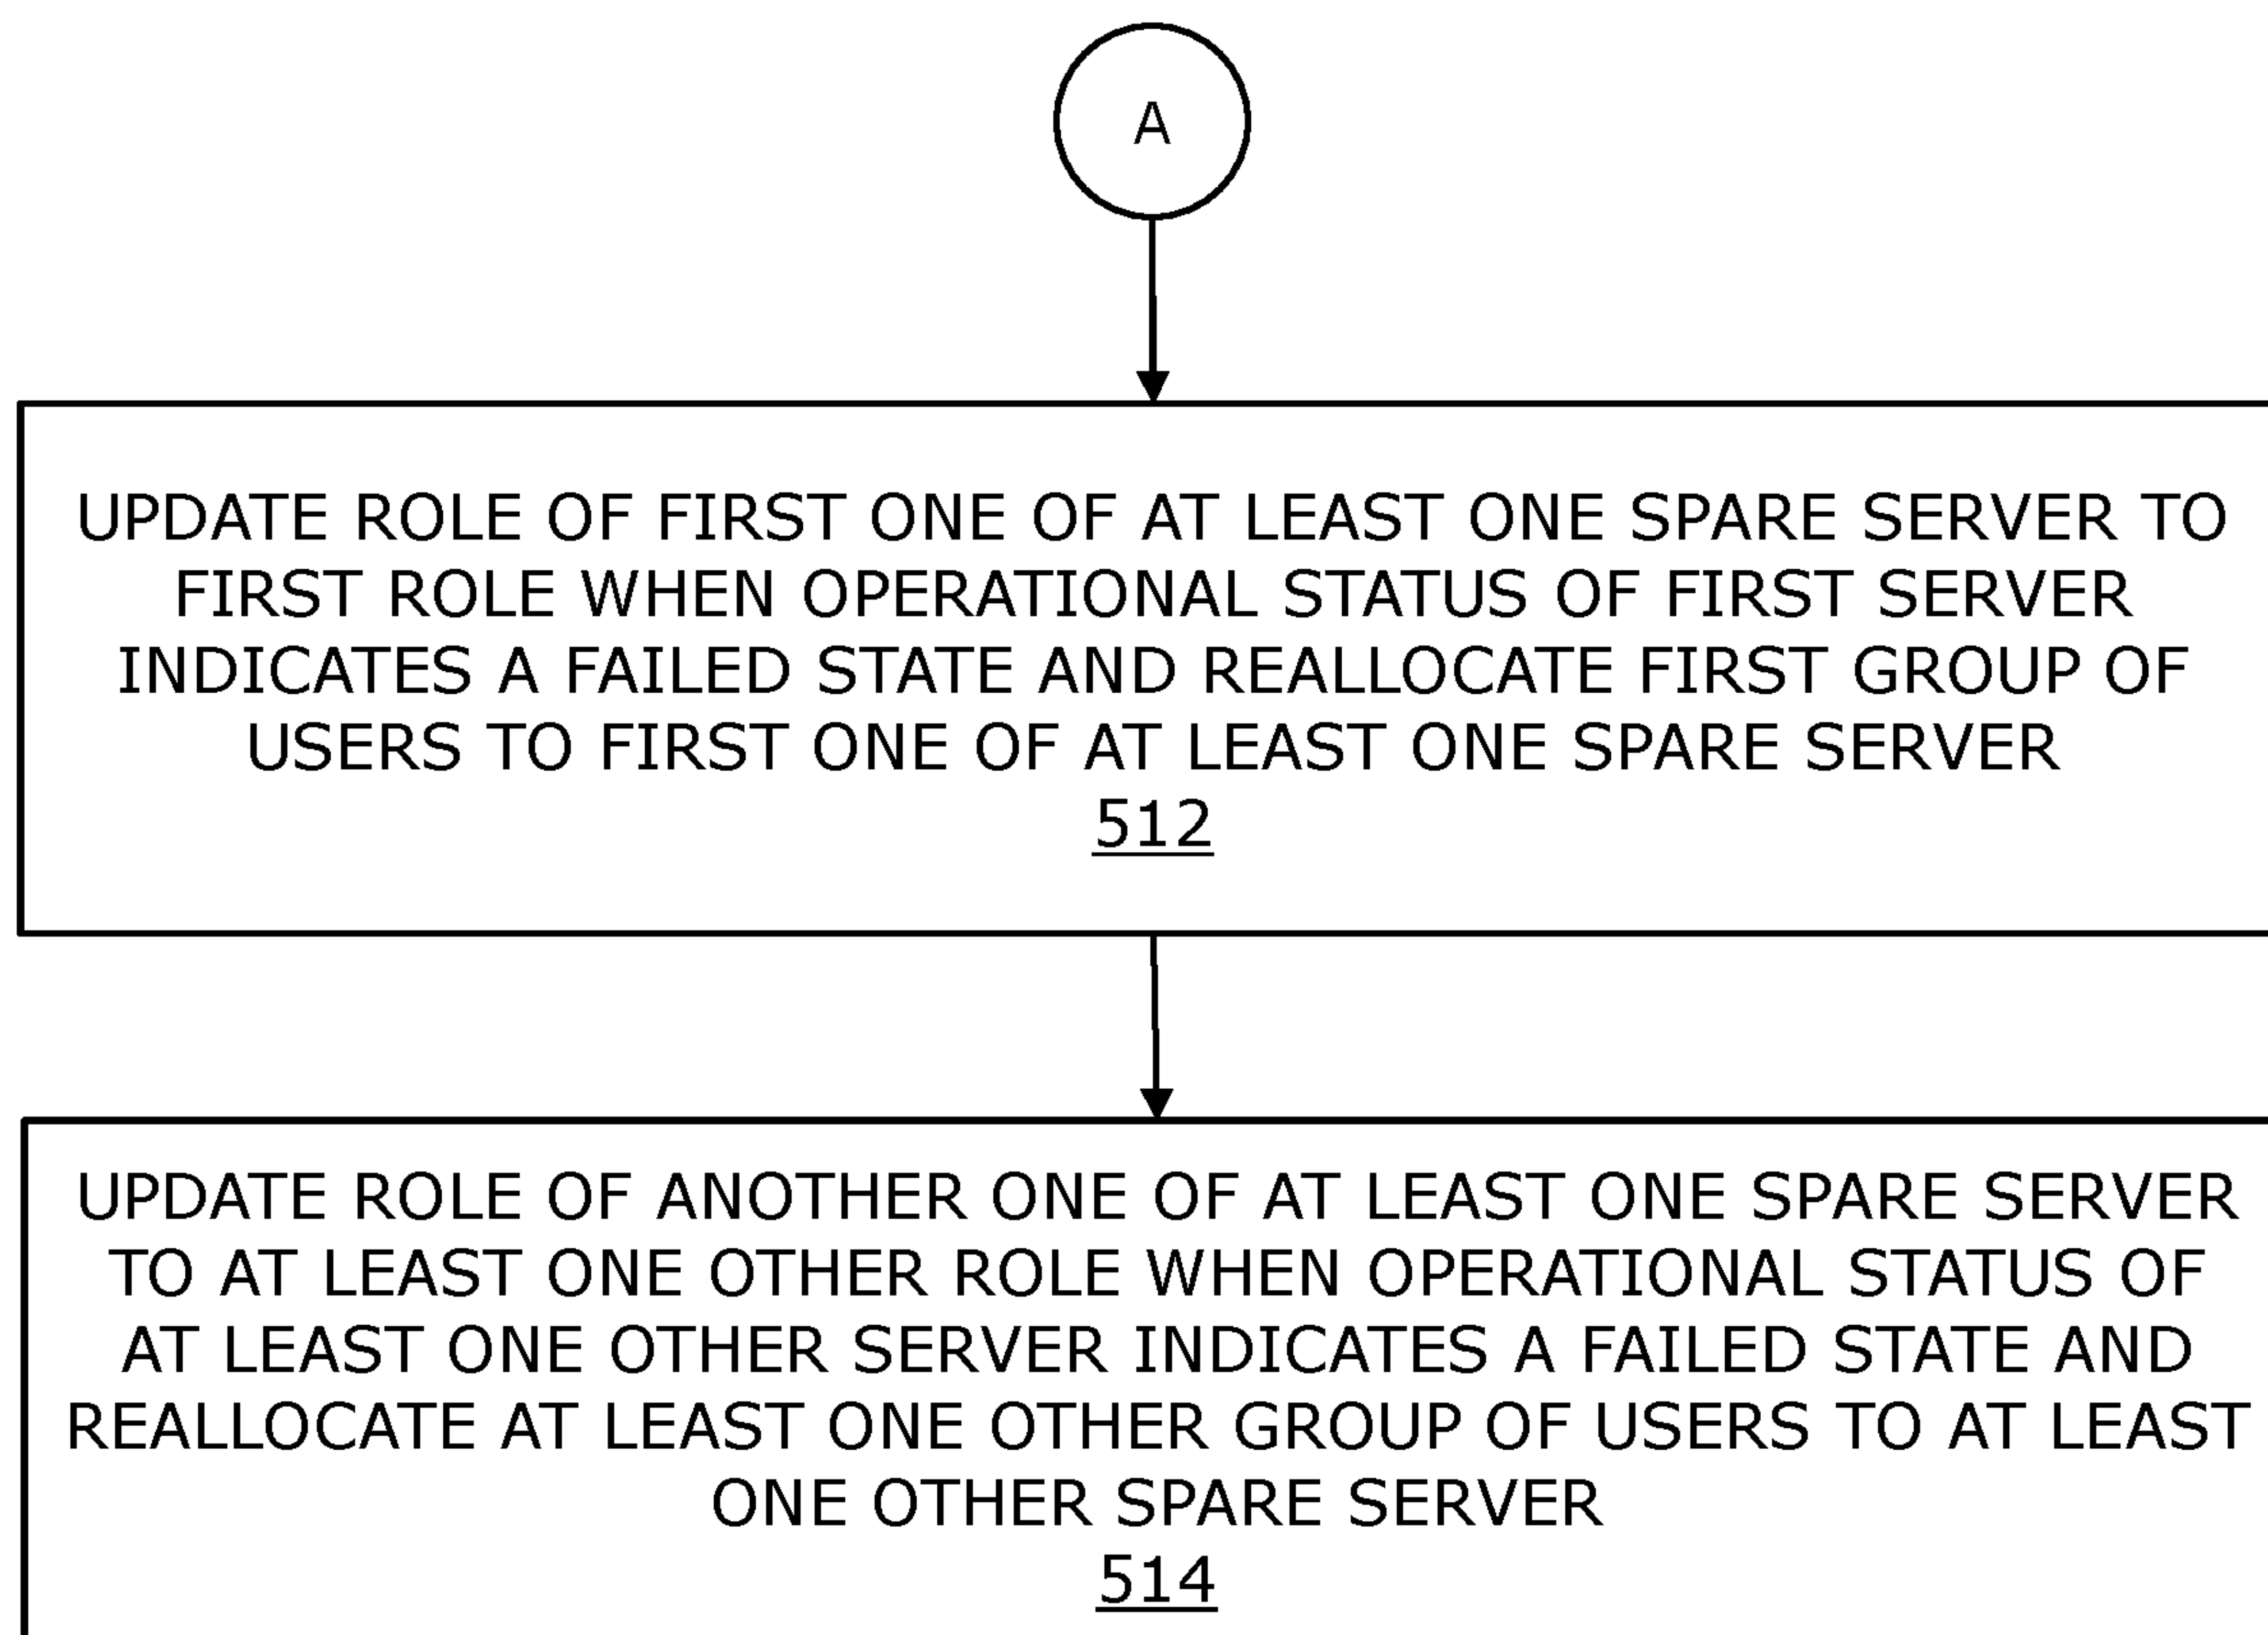 A
UPDATE ROLE OF FIRST ONE OF AT LEAST ONE SPARE SERVER TO
FIRST ROLE WHEN OPERATIONAL STATUS OF FIRST SERVER
INDICATES A FAILED STATE AND REALLOCATE FIRST GROUP OF
USERS TO FIRST ONE OF AT LEAST ONE SPARE SERVER
512
UPDATE ROLE OF ANOTHER ONE OF AT LEAST ONE SPARE SERVER
TO AT LEAST ONE OTHER ROLE WHEN OPERATIONAL STATUS OF
AT LEAST ONE OTHER SERVER INDICATES A FAILED STATE AND
REALLOCATE AT LEAST ONE OTHER GROUP OF USERS TO AT LEAST
ONE OTHER SPARE SERVER
514